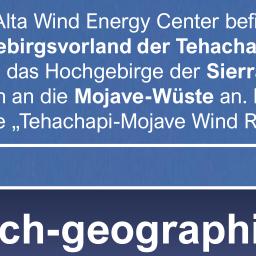 Alta Wind Energy Center befi
ebirgsvorland der Tehacha
das Hochgebirge der Sierr
n an die Mojave-Wüste an.
e „Tehachapi-Mojave Wind R
ch-geographi